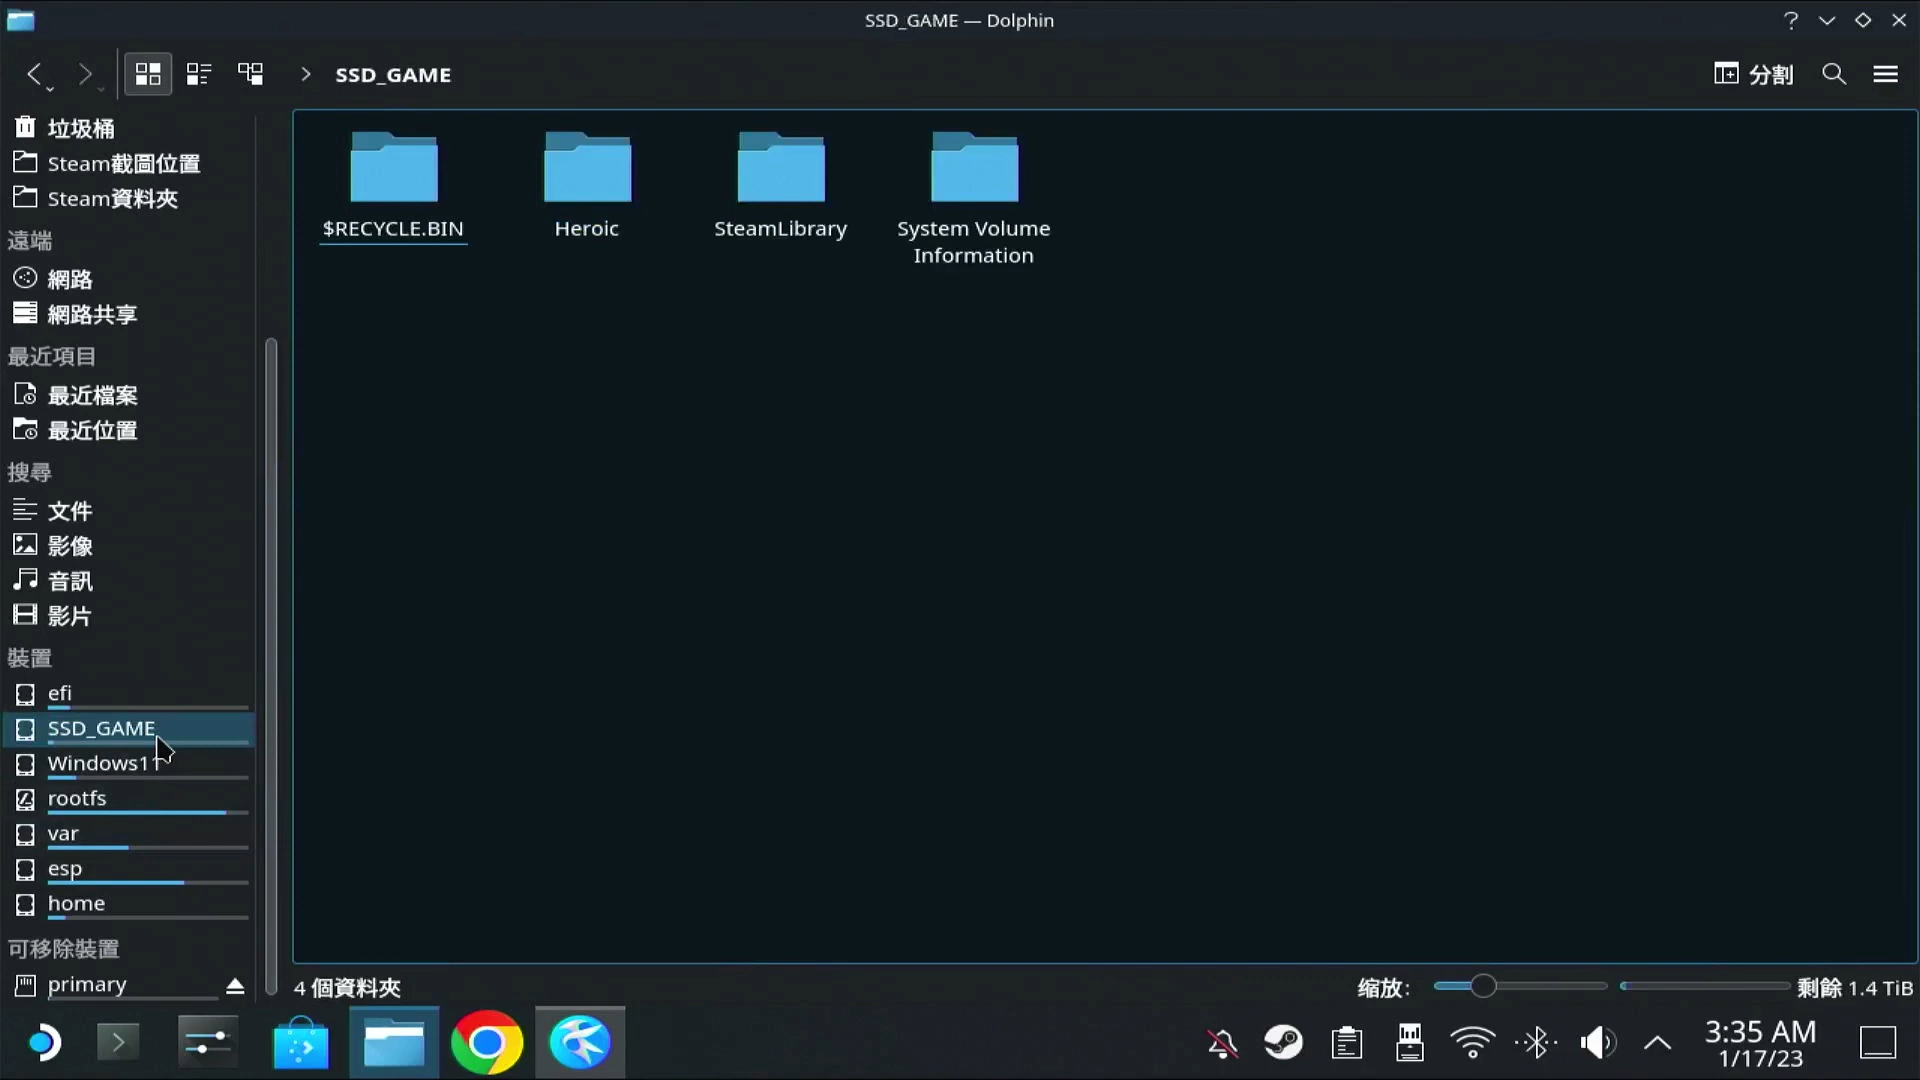 SSD_GAME — Dolphin
SSD_GAME
分割
垃圾桶
Steam截圖位置
Steam資料夾
遠端
網路
網路共享
最近項目
最近檔案
最近位置
搜尋
文件
影像
音訊
影片
裝置
efi
SSD_GAME
Windows11
rootfs
var
esp
home
可移除裝置
primary
$RECYCLE.BIN
Heroic
SteamLibrary
System Volume
Information
4 個資料夾
缩放：
剩餘 1.4 TiB
3:35 AM
1/17/23